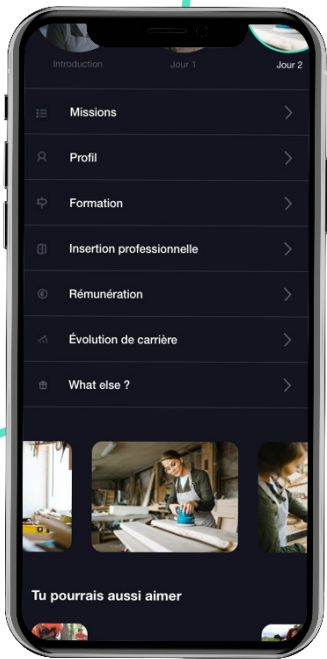 Introduction
Jour 1
Jour 2
Missions
Profil
Formation
Insertion professionnelle
Rémunération
Évolution de carrière
What else ?
Tu pourrais aussi aimer